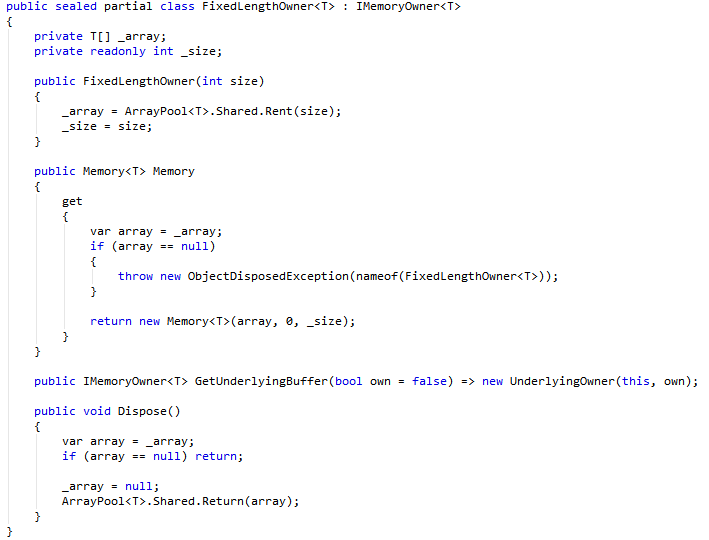 public sealed partial class FixedLengthOwner<T> : IMemoryOwner<T>
{
    private T[] _array;
    private readonly int _size;

    public FixedLengthOwner(int size)
    {
        _array = ArrayPool<T>.Shared.Rent(size);
        _size = size;
    }

    public Memory<T> Memory
    {
        get
        {
            var array = _array;
            if (array == null)
            {
                throw new ObjectDisposedException(nameof(FixedLengthOwner<T>));
            }

            return new Memory<T>(array, 0, _size);
        }
    }

    public IMemoryOwner<T> GetUnderlyingBuffer(bool own = false) => new UnderlyingOwner(this, own);

    public void Dispose()
    {
        var array = _array;
        if (array == null) return;

        _array = null;
        ArrayPool<T>.Shared.Return(array);
    }
}